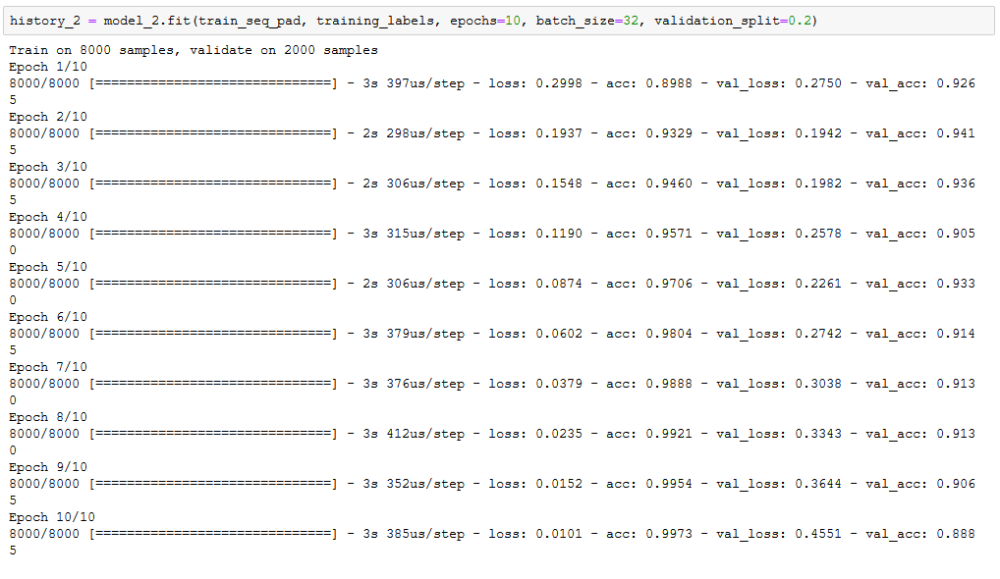 history_2 = model_2.fit(train_seq_pad, training_labels, epochs=10, batch_size=32, validation_split=0.2)
Train on 8000 samples, validate on 2000 samples
Epoch 1/10
8000/8000 [==============================] - 3s 397us/step - loss: 0.2998 - acc: 0.8988 - val_loss: 0.2750 - val_acc: 0.926
5
Epoch 2/10
8000/8000 [==============================] - 2s 298us/step - loss: 0.1937 - acc: 0.9329 - val_loss: 0.1942 - val_acc: 0.941
5
Epoch 3/10
8000/8000 [==============================] - 2s 306us/step - loss: 0.1548 - acc: 0.9460 - val_loss: 0.1982 - val_acc: 0.936
5
Epoch 4/10
8000/8000 [==============================] - 3s 315us/step - loss: 0.1190 - acc: 0.9571 - val_loss: 0.2578 - val_acc: 0.905
0
Epoch 5/10
8000/8000 [==============================] - 2s 306us/step - loss: 0.0874 - acc: 0.9706 - val_loss: 0.2261 - val_acc: 0.933
0
Epoch 6/10
8000/8000 [==============================] - 3s 379us/step - loss: 0.0602 - acc: 0.9804 - val_loss: 0.2742 - val_acc: 0.914
5
Epoch 7/10
8000/8000 [==============================] - 3s 376us/step - loss: 0.0379 - acc: 0.9888 - val_loss: 0.3038 - val_acc: 0.913
0
Epoch 8/10
8000/8000 [==============================] - 3s 412us/step - loss: 0.0235 - acc: 0.9921 - val_loss: 0.3343 - val_acc: 0.913
0
Epoch 9/10
8000/8000 [==============================] - 3s 352us/step - loss: 0.0152 - acc: 0.9954 - val_loss: 0.3644 - val_acc: 0.906
5
Epoch 10/10
8000/8000 [==============================] - 3s 385us/step - loss: 0.0101 - acc: 0.9973 - val_loss: 0.4551 - val_acc: 0.888
5